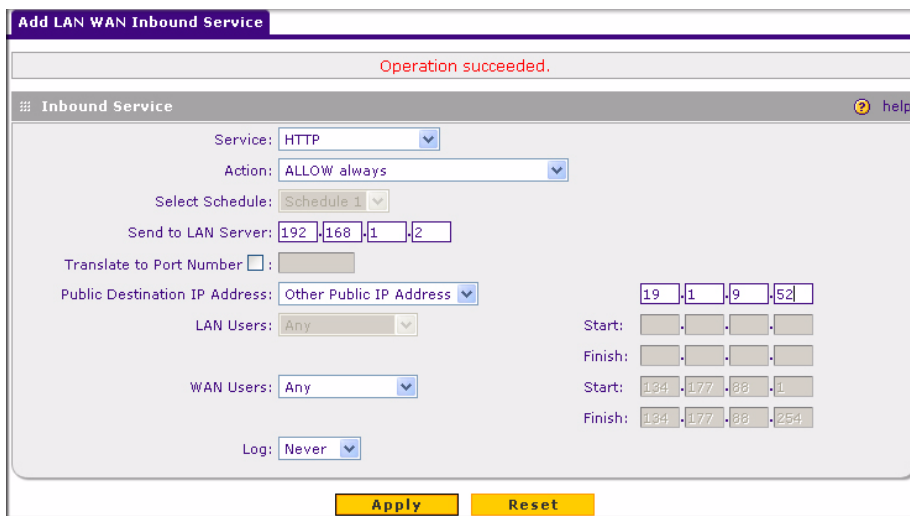 Add LAN WAN Inbound Service
Operation succeeded.
Inbound Service
help
Service: HTTP
Action: ALLOW always
Select Schedule: Schedule 1
Send to LAN Server: 192 .168 .1 .2
Translate to Port Number :
Public Destination IP Address: Other Public IP Address 19 .1 .9 .52
LAN Users: Any Start: . . .
Finish: . . .
WAN Users: Any Start: 134 .177 .88 .1
Finish: 134 .177 .88 .254
Log: Never
Apply Reset